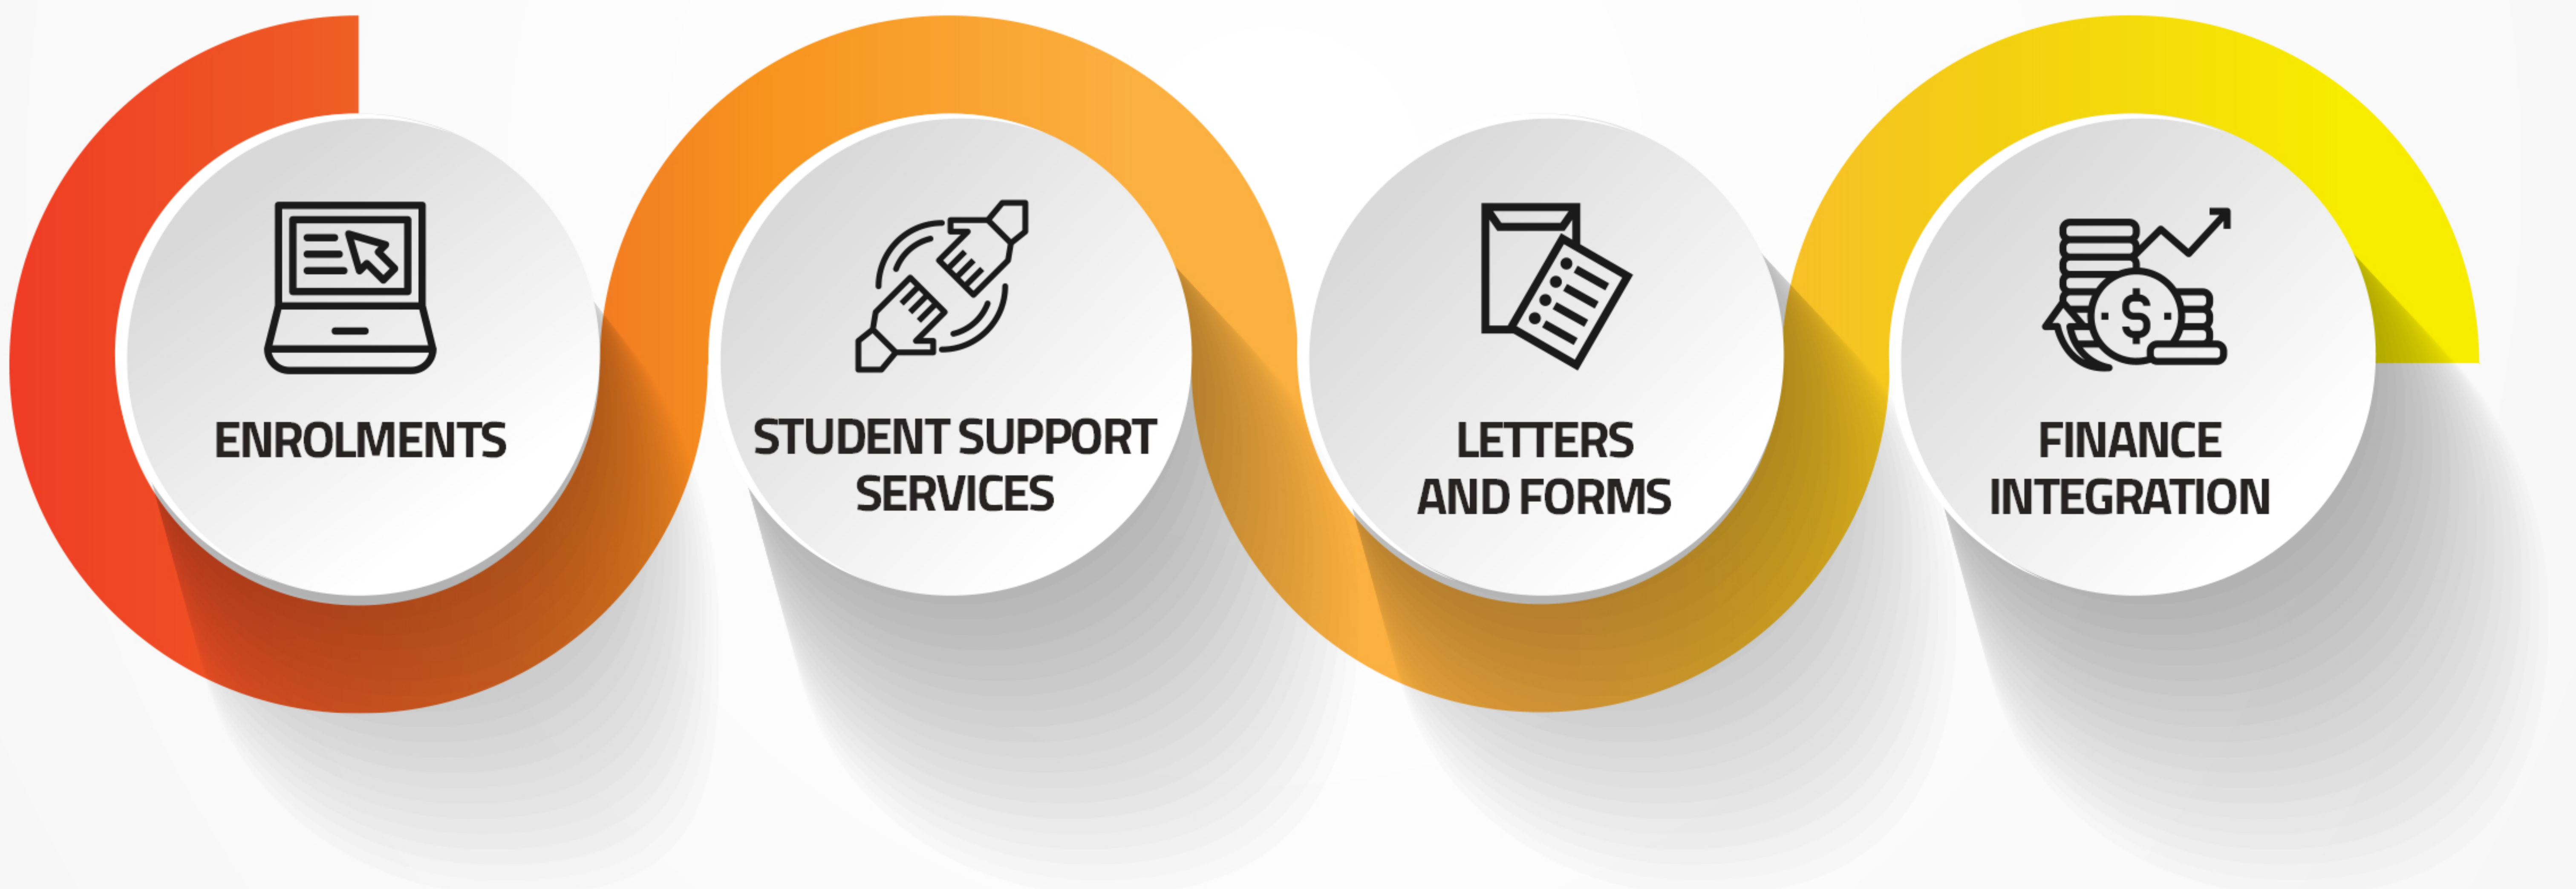 ENROLMENTS
STUDENT SUPPORT
SERVICES
LETTERS
AND FORMS
$
FINANCE
INTEGRATION